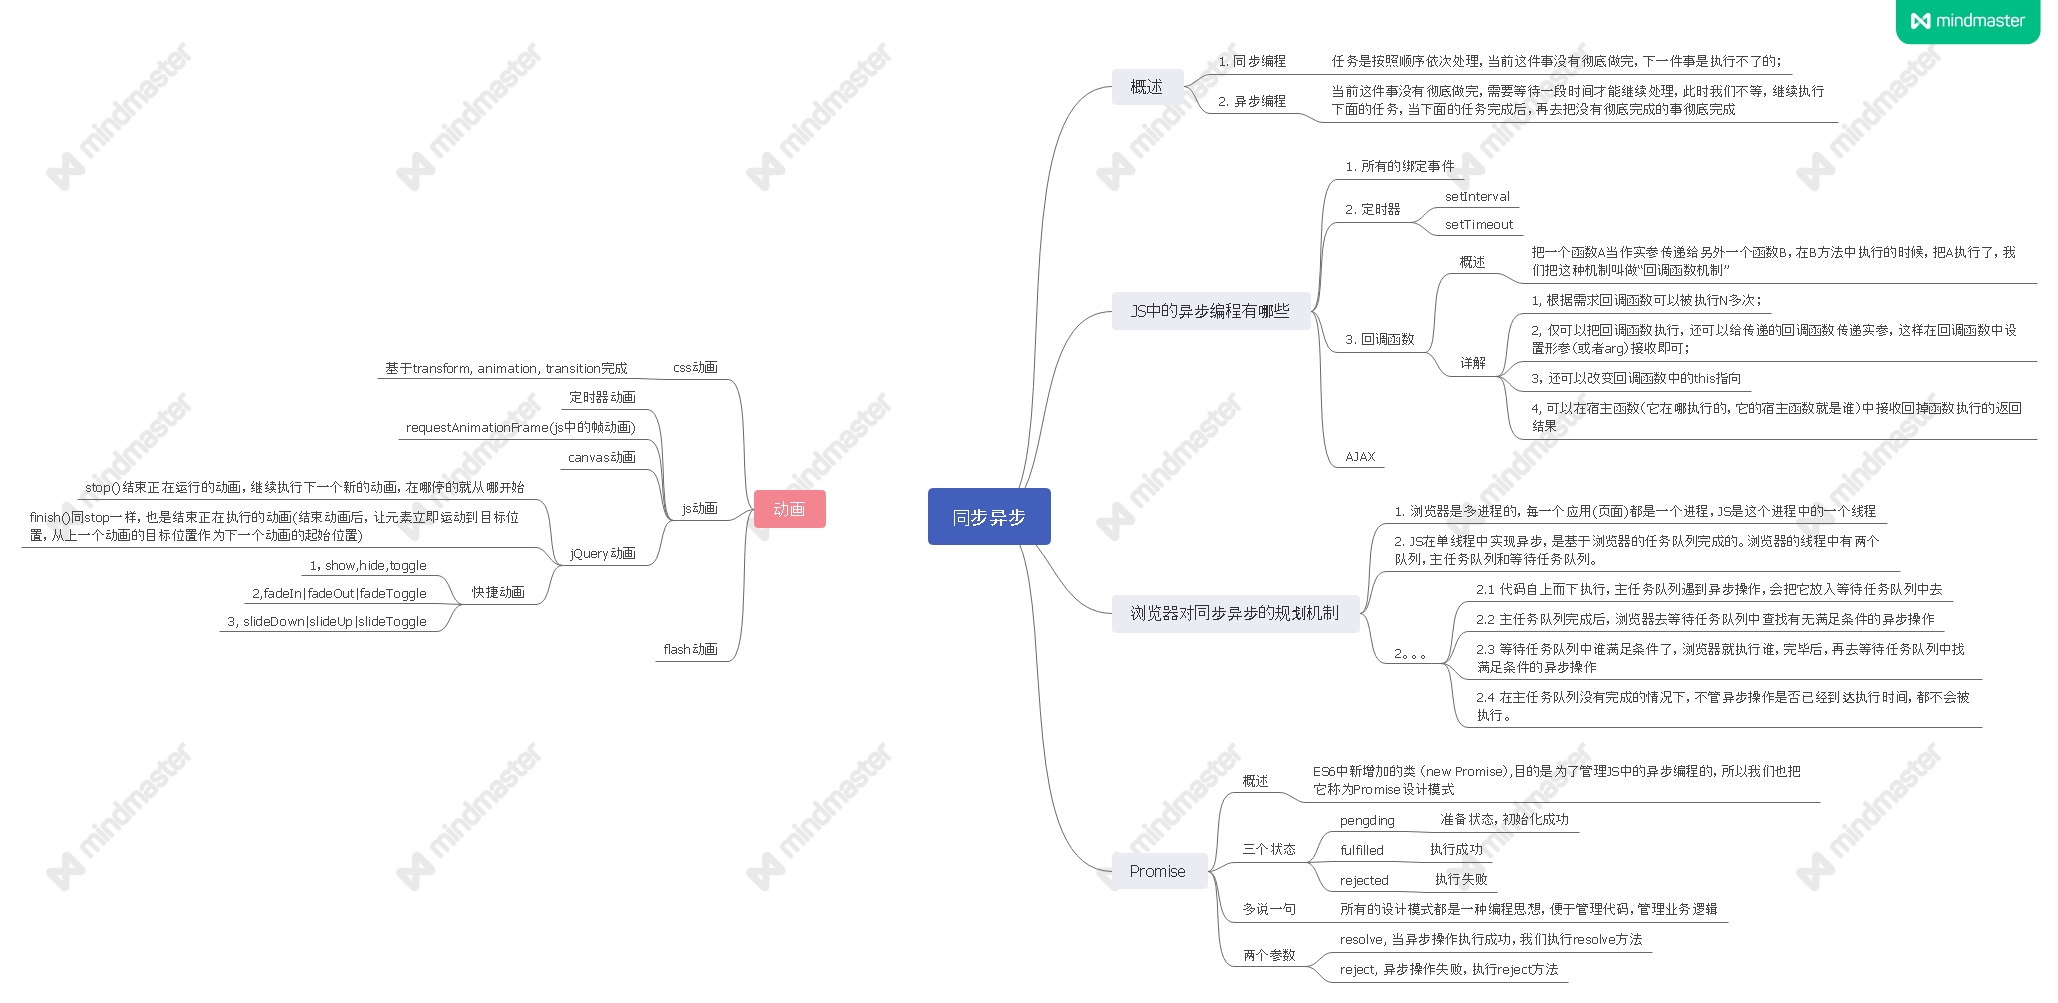 mindmaster
同步异步
概述
1. 同步编程
任务是按照顺序依次处理，当前这件事没有彻底做完，下一件事是执行不了的；
2. 异步编程
当前这件事没有彻底做完，需要等待一段时间才能继续处理，此时我们不等，继续执行
下面的任务，当下面的任务完成后，再去把没有彻底完成的事彻底完成
JS中的异步编程有哪些
1. 所有的绑定事件
2. 定时器
setInterval
setTimeout
3. 回调函数
概述
把一个函数A当作实参传递给另外一个函数B，在B方法中执行的时候，把A执行了，我
们把这种机制叫做“回调函数机制”
详解
1, 根据需求回调函数可以被执行N多次；
2, 仅可以把回调函数执行，还可以给传递的回调函数传递实参，这样在回调函数中设
置形参(或者arg)接收即可；
3，还可以改变回调函数中的this指向
4, 可以在宿主函数(它在哪执行的，它的宿主函数就是谁)中接收回掉函数执行的返回
结果
AJAX
浏览器对同步异步的规划机制
1. 浏览器是多进程的，每一个应用(页面)都是一个进程，JS是这个进程中的一个线程
2. JS在单线程中实现异步，是基于浏览器的任务队列完成的。浏览器的线程中有两个
队列，主任务队列和等待任务队列。
2。。。
2.1 代码自上而下执行，主任务队列遇到异步操作，会把它放入等待任务队列中去
2.2 主任务队列完成后，浏览器去等待任务队列中查找有无满足条件的异步操作
2.3 等待任务队列中谁满足条件了，浏览器就执行谁，完毕后，再去等待任务队列中找
满足条件的异步操作
2.4 在主任务队列没有完成的情况下，不管异步操作是否已经到达执行时间，都不会被
执行。
Promise
概述
ES6中新增加的类（new Promise）,目的是为了管理JS中的异步编程的，所以我们也把
它称为Promise设计模式
三个状态
pengding
准备状态，初始化成功
fulfilled
执行成功
rejected
执行失败
多说一句
所有的设计模式都是一种编程思想，便于管理代码，管理业务逻辑
两个参数
resolve, 当异步操作执行成功，我们执行resolve方法
reject, 异步操作失败，执行reject方法
动画
css动画
基于transform, animation, transition完成
js动画
定时器动画
requestAnimationFrame(js中的帧动画)
canvas动画
jQuery动画
stop()结束正在运行的动画，继续执行下一个新的动画，在哪停的就从哪开始
finish()同stop一样，也是结束正在执行的动画(结束动画后，让元素立即运动到目标位
置，从上一个动画的目标位置作为下一个动画的起始位置)
快捷动画
1，show,hide,toggle
2,fadeIn|fadeOut|fadeToggle
3, slideDown|slideUp|slideToggle
flash动画